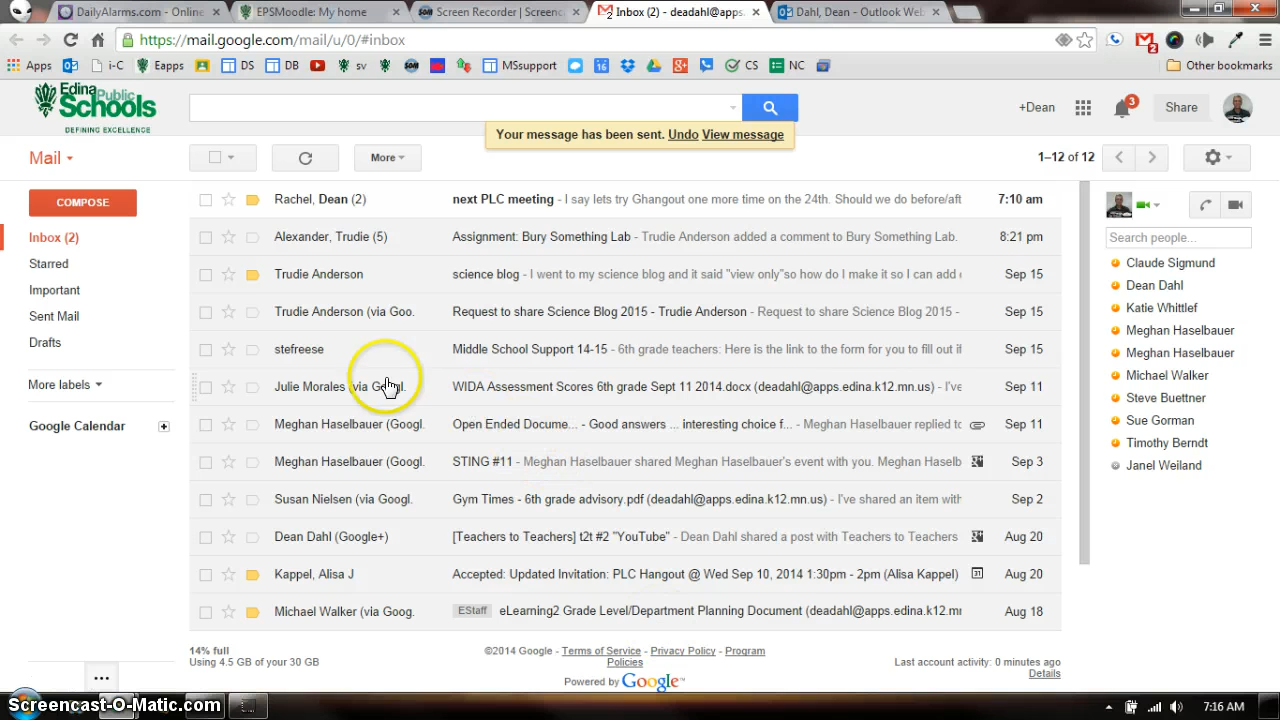 DailyAlarms.com - Online
EPSMoodle: My home
Screen Recorder | Screenc
Inbox (2) - deadahl@apps.
Dahl, Dean - Outlook Web
https://mail.google.com/mail/u/0/#inbox
2
Apps
i-C
Eapps
DS
DB
sv
MSsupport
16
CS
NC
Other bookmarks
Edina Public
Schools
DEFINING EXCELLENCE
+Dean
3
Share
Your message has been sent. Undo View message
Mail
More
1–12 of 12
COMPOSE
Inbox (2)
Starred
Important
Sent Mail
Drafts
More labels
Google Calendar
Rachel, Dean (2) next PLC meeting - I say lets try Ghangout one more time on the 24th. Should we do before/aft 7:10 am
Alexander, Trudie (5) Assignment: Bury Something Lab - Trudie Anderson added a comment to Bury Something Lab. 8:21 pm
Trudie Anderson science blog - I went to my science blog and it said "view only"so how do I make it so I can add c Sep 15
Trudie Anderson (via Goo. Request to share Science Blog 2015 - Trudie Anderson - Request to share Science Blog 2015 - Sep 15
stefreese Middle School Support 14-15 - 6th grade teachers: Here is the link to the form for you to fill out if Sep 15
Julie Morales (via Googl. WIDA Assessment Scores 6th grade Sept 11 2014.docx (deadahl@apps.edina.k12.mn.us) - I've Sep 11
Meghan Haselbauer (Googl. Open Ended Docume... - Good answers ... interesting choice f... - Meghan Haselbauer replied to Sep 11
Meghan Haselbauer (Googl. STING #11 - Meghan Haselbauer shared Meghan Haselbauer's event with you. Meghan Haselb Sep 3
Susan Nielsen (via Googl. Gym Times - 6th grade advisory.pdf (deadahl@apps.edina.k12.mn.us) - I've shared an item with Sep 2
Dean Dahl (Google+) [Teachers to Teachers] t2t #2 "YouTube" - Dean Dahl shared a post with Teachers to Teachers Aug 20
Kappel, Alisa J Accepted: Updated Invitation: PLC Hangout @ Wed Sep 10, 2014 1:30pm - 2pm (Alisa Kappel) 31 Aug 20
Michael Walker (via Goog. EStaff eLearning2 Grade Level/Department Planning Document (deadahl@apps.edina.k12.mn Aug 18
Search people...
Claude Sigmund
Dean Dahl
Katie Whittlef
Meghan Haselbauer
Meghan Haselbauer
Michael Walker
Steve Buettner
Sue Gorman
Timothy Berndt
Janel Weiland
14% full
Using 4.5 GB of your 30 GB
©2014 Google - Terms of Service - Privacy Policy - Program
Policies
Powered by Google™
Last account activity: 0 minutes ago
Details
Screencast-O-Matic.com
7:16 AM